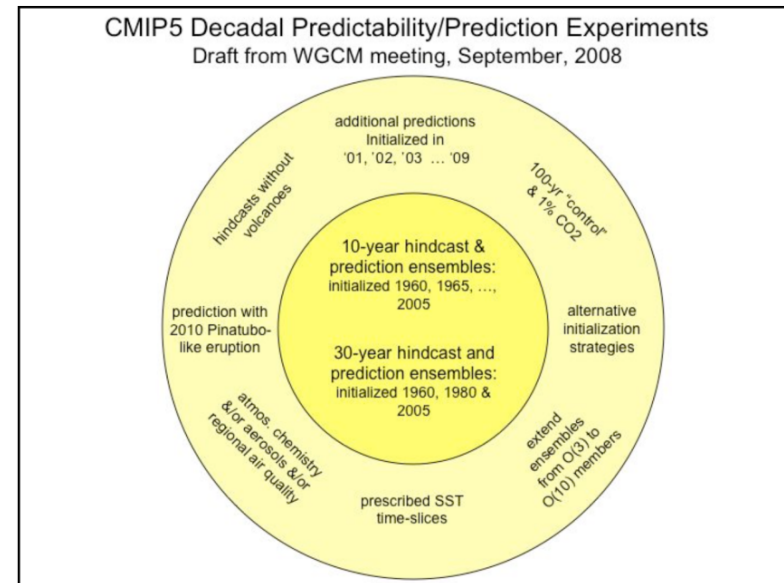 CMIP5 Decadal Predictability/Prediction Experiments
Draft from WGCM meeting, September, 2008
additional predictions
Initialized in
'01, '02, '03 ... '09
hindcasts without
volcanoes
100-yr "control"
& 1% CO2
10-year hindcast &
prediction ensembles:
initialized 1960, 1965, ...,
2005
prediction with
2010 Pinatubo-
like eruption
alternative
initialization
strategies
30-year hindcast and
prediction ensembles:
initialized 1960, 1980 &
2005
atmos. chemistry
&/or aerosols &/or
regional air quality
extend
ensembles
from O(3) to
O(10) members
prescribed SST
time-slices